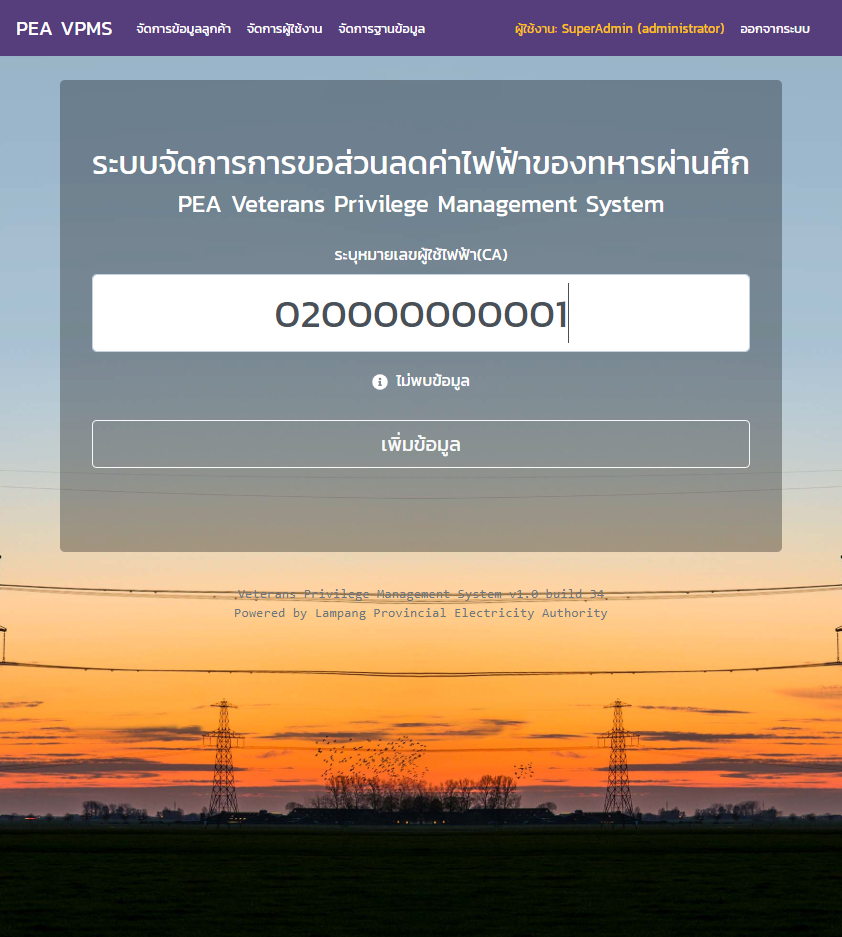 PEA VPMS จัดการข้อมูลลูกค้า จัดการผู้ใช้งาน จัดการฐานข้อมูล ผู้ใช้งาน: SuperAdmin (administrator) ออกจากระบบ
ระบบจัดการการขอส่วนลดค่าไฟฟ้าของทหารผ่านศึก
PEA Veterans Privilege Management System
ระบุหมายเลขผู้ใช้ไฟฟ้า(CA)
020000000001
ไม่พบข้อมูล
เพิ่มข้อมูล
Veterans Privilege Management System v1.0 build 34
Powered by Lampang Provincial Electricity Authority